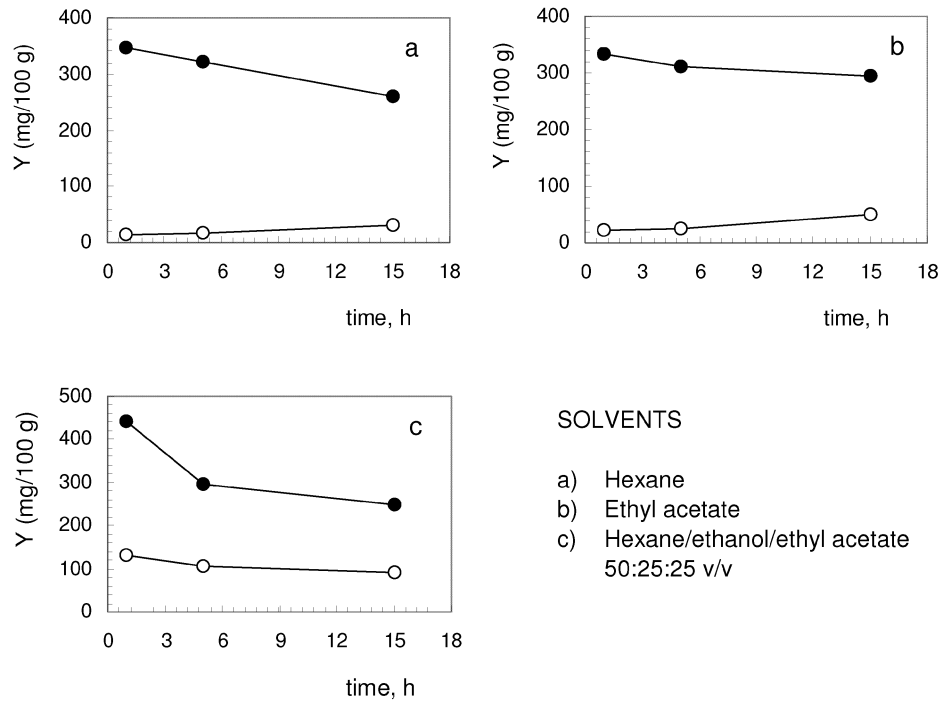 400
300
200
100
0
Y (mg/100 g)
a
0 3 6 9 12 15 18
time, h
400
300
200
100
0
Y (mg/100 g)
b
0 3 6 9 12 15 18
time, h
500
400
300
200
100
0
Y (mg/100 g)
c
0 3 6 9 12 15 18
time, h
SOLVENTS
a) Hexane
b) Ethyl acetate
c) Hexane/ethanol/ethyl acetate
50:25:25 v/v